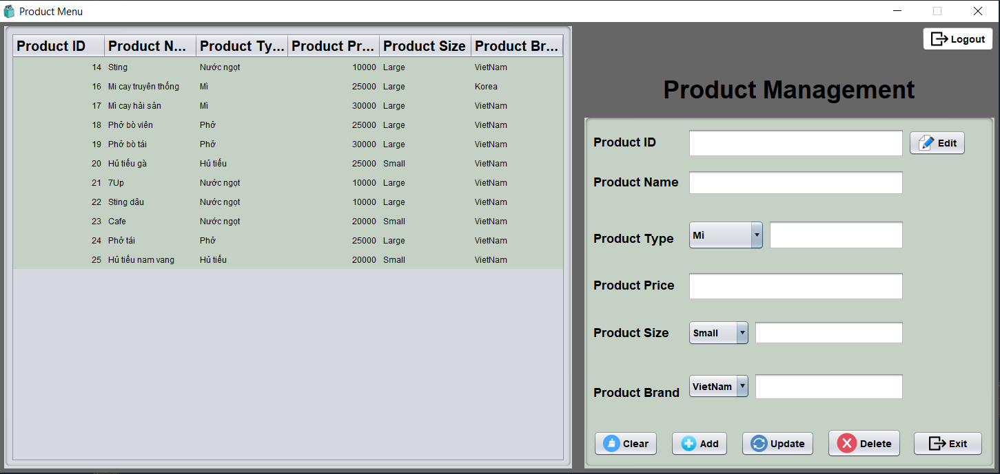 Product Menu
Logout
Product ID Product N... Product Ty... Product Pr... Product Size Product Br...
14 Sting Nước ngọt 10000 Large VietNam
16 Mi cay truyên thống Mì 25000 Large Korea
17 Mì cay hải sản Mì 30000 Large VietNam
18 Phở bò viên Phở 25000 Large VietNam
19 Phở bò tái Phở 30000 Large VietNam
20 Hủ tiếu gà Hủ tiếu 25000 Small VietNam
21 7Up Nước ngọt 10000 Large VietNam
22 Sting dâu Nước ngọt 10000 Large VietNam
23 Cafe Nước ngọt 20000 Small VietNam
24 Phở tái Phở 25000 Large VietNam
25 Hủ tiếu nam vang Hủ tiếu 20000 Small VietNam
Product Management
Product ID Edit
Product Name
Product Type Mì
Product Price
Product Size Small
Product Brand VietNam
Clear Add Update Delete Exit